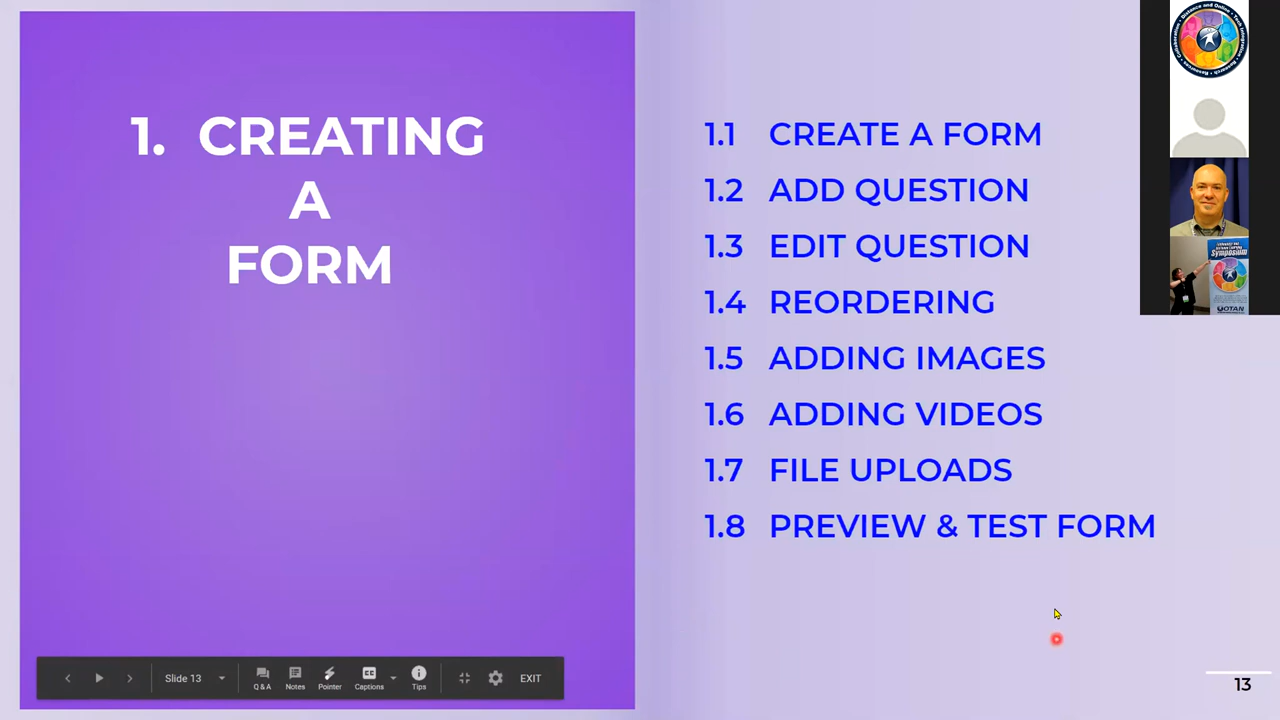 1. CREATING
A
FORM
1.1 CREATE A FORM
1.2 ADD QUESTION
1.3 EDIT QUESTION
1.4 REORDERING
1.5 ADDING IMAGES
1.6 ADDING VIDEOS
1.7 FILE UPLOADS
1.8 PREVIEW & TEST FORM
Slide 13
Q & A
Notes
Pointer
Captions
Tips
EXIT
13
Symposium
OTAN